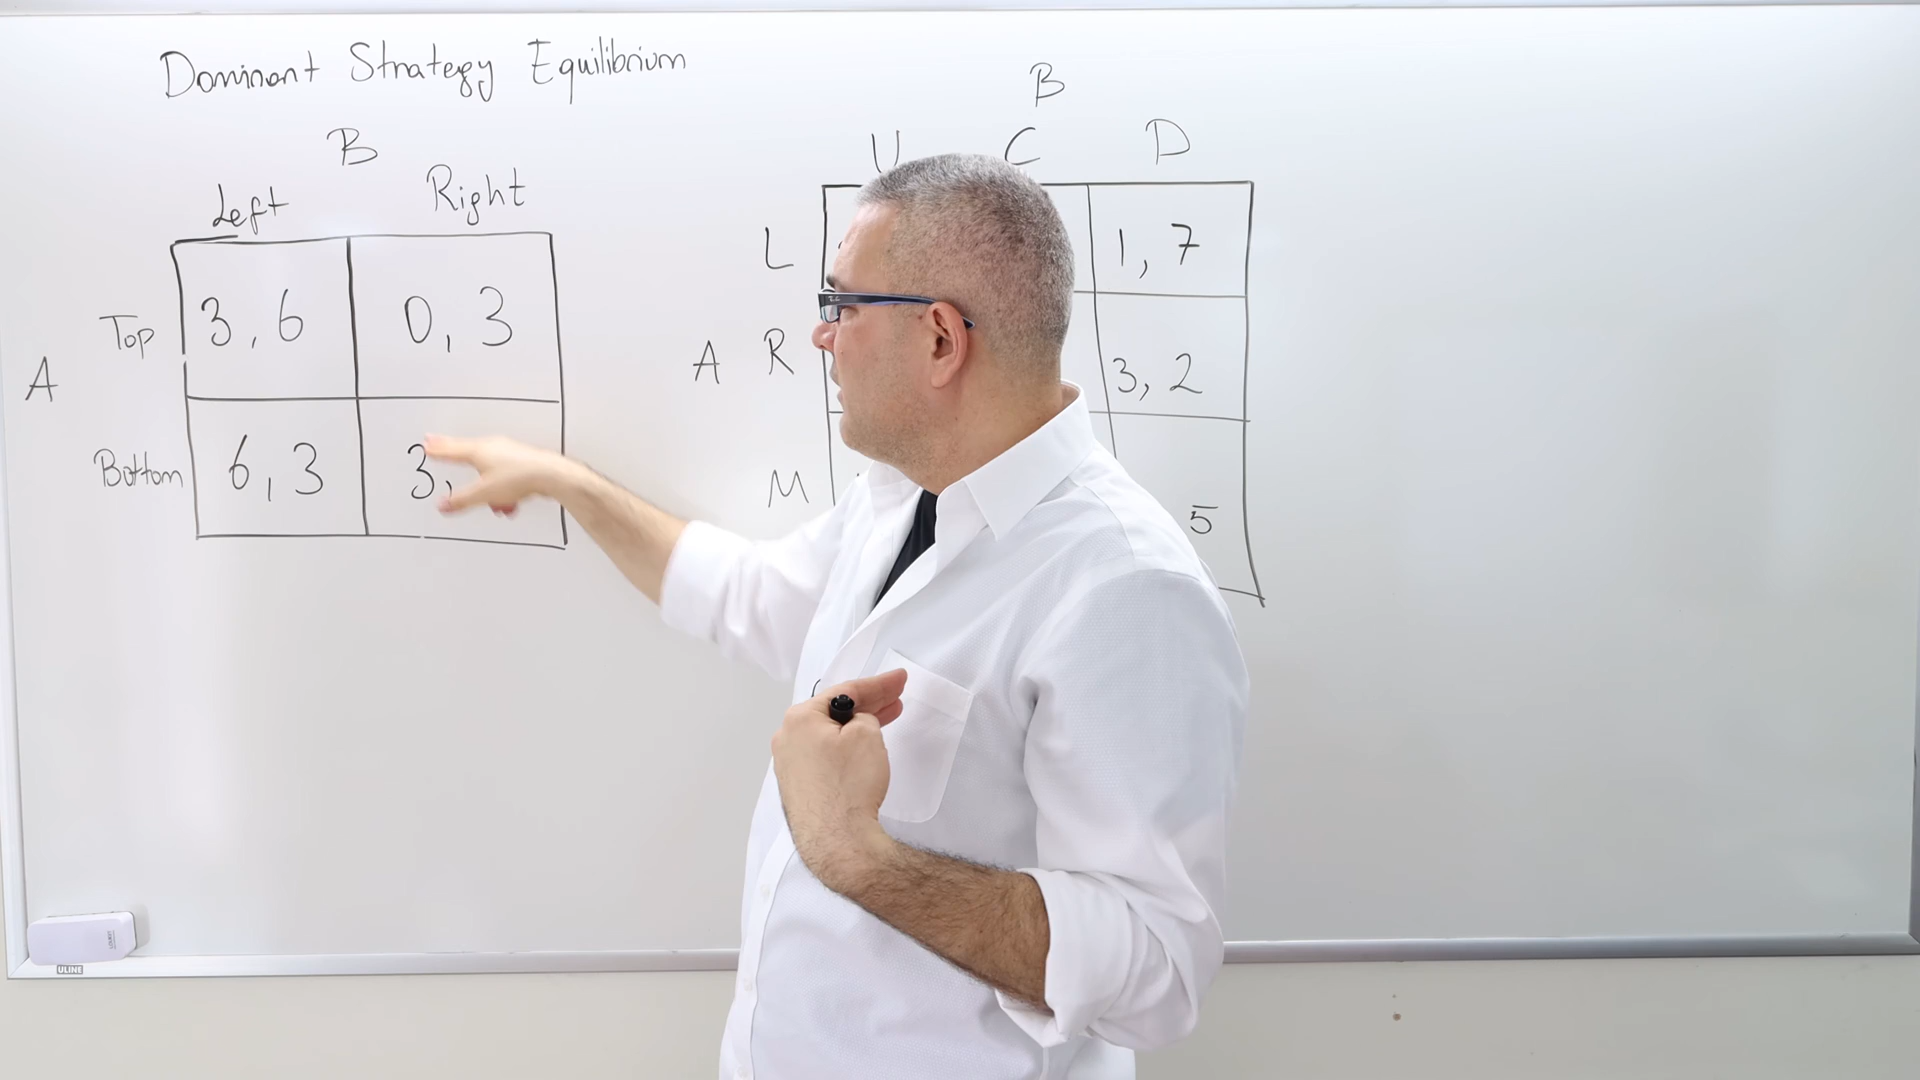 Dominant Strategy Equilibrium
B
Left Right
A
Top 3,6 0,3
Bottom 6,3 3,
B
U C D
A
L 1,7
R 3,2
M 5
ULINE